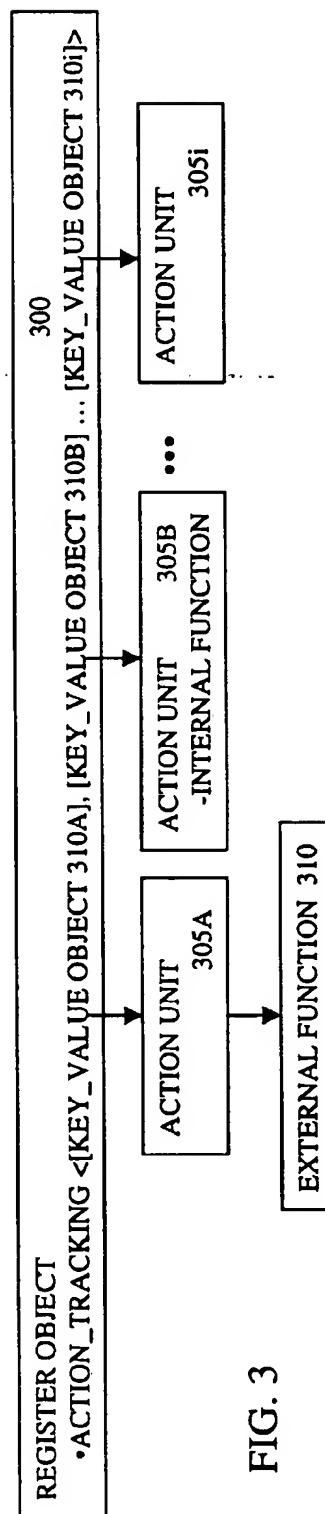 REGISTER OBJECT 300
•ACTION_TRACKING <[KEY_VALUE OBJECT 310A], [KEY_VALUE OBJECT 310B] ... [KEY_VALUE OBJECT 310i]>
ACTION UNIT
305A
ACTION UNIT 305B
-INTERNAL FUNCTION
•••
ACTION UNIT
305i
EXTERNAL FUNCTION 310
FIG. 3